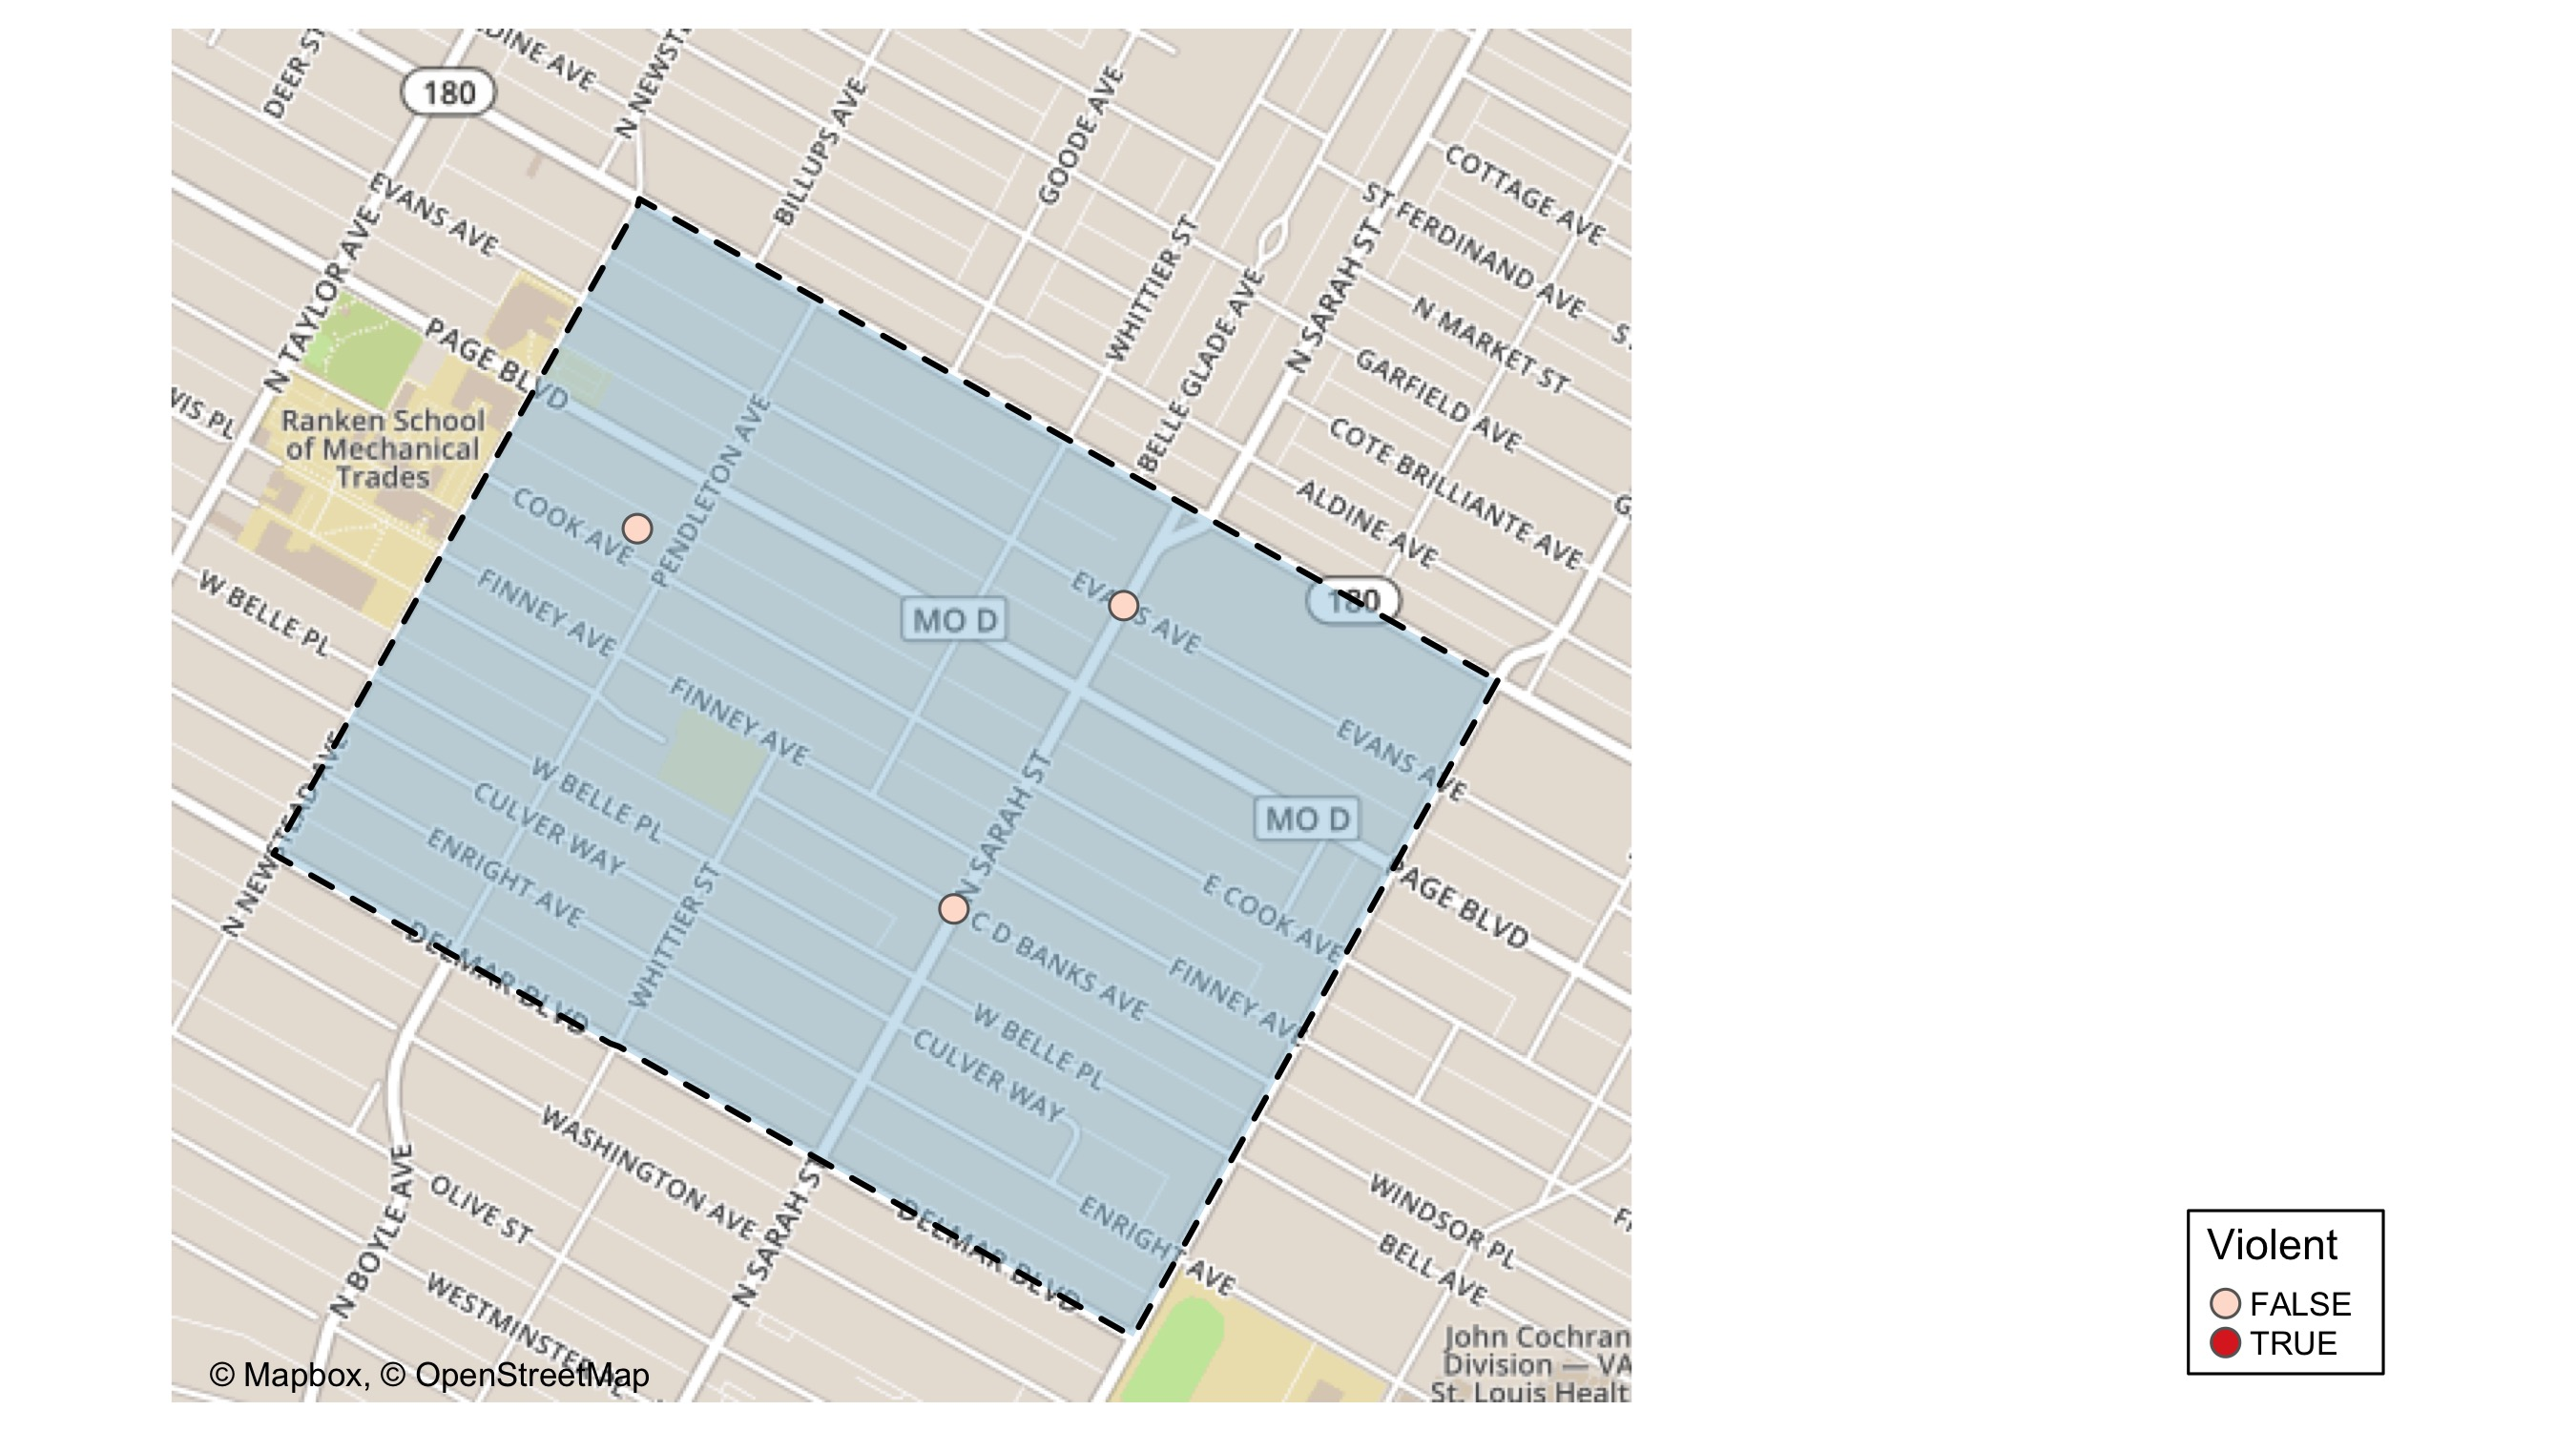 DEER ST
180
N NEWST
BILLUPS AVE
GOODE AVE
COTTAGE AVE
ST FERDINAND AVE
EVANS AVE
N TAYLOR AVE
WHITTIER ST
BELLE GLADE AVE
N SARAH ST
N MARKET ST
GARFIELD AVE
PAGE BLVD
Ranken School
of Mechanical
Trades
COTE BRILLIANTE AVE
ALDINE AVE
PENDLETON AVE
COOK AVE
FINNEY AVE
W BELLE PL
MO D
EVANS AVE
180
FINNEY AVE
EVANS AVE
N SARAH ST
MO D
W BELLE PL
CULVER WAY
ENRIGHT AVE
WHITTIER ST
N NEWSTEAD AVE
E COOK AVE
PAGE BLVD
C D BANKS AVE
FINNEY AVE
DELMAR BLVD
W BELLE PL
CULVER WAY
WASHINGTON AVE
N BOYLE AVE
OLIVE ST
N SARAH ST
DELMAR BLVD
ENRIGHT AVE
WINDSOR PL
BELL AVE
WESTMINSTER PL
John Cochran
Division — VA
St. Louis Healt
© Mapbox, © OpenStreetMap
Violent
FALSE
TRUE